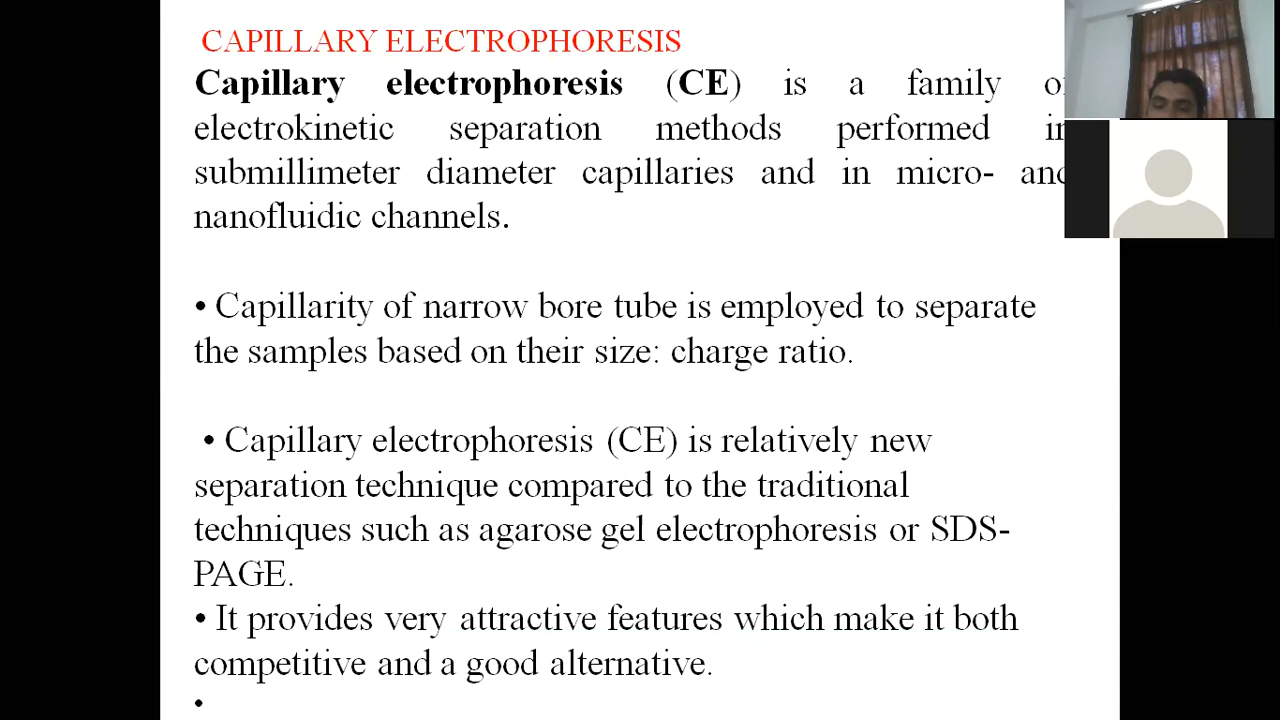 CAPILLARY ELECTROPHORESIS
Capillary electrophoresis (CE) is a family o
electrokinetic separation methods performed in
submillimeter diameter capillaries and in micro- and
nanofluidic channels.
• Capillarity of narrow bore tube is employed to separate
the samples based on their size: charge ratio.
• Capillary electrophoresis (CE) is relatively new
separation technique compared to the traditional
techniques such as agarose gel electrophoresis or SDS-
PAGE.
• It provides very attractive features which make it both
competitive and a good alternative.
•